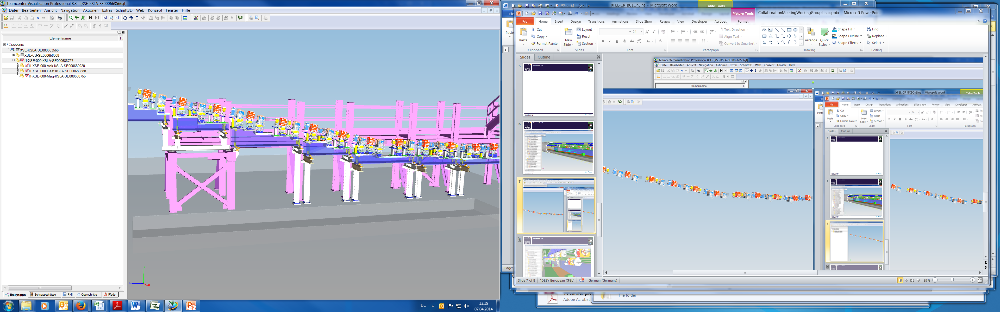 Teamcenter Visualization Professional 8.3 - [XSE-KSLA-SE000663566.jt]
Datei Bearbeiten Ansicht Navigation Aktionen Extras Schnitt3D Web Konzept Fenster Hilfe
Elementname T..
Modelle
XSE-KSLA-SE000663566
XSE-CB-SE000656008
I1-XSE-000-KSLA-SE000688727
I1-XSE-000-Vak-KSLA-SE000689920
I1-XSE-000-Gest-KSLA-SE000689888
I1-XSE-000-Mag-KSLA-SE000688755
Baugruppe Schnappschüsse PMI Querschnitte Pfade
DE 13:19
07.04.2014
XFEL-CR_BC1OnLine - Microsoft Word Table Tools
Picture Tools CollaborationMeetingWorkingGroupLinac.pptx - Microsoft PowerPoint
File Home Insert Design Transitions Animations Slide Show Review View Developer Acrobat Format
Paste Cut Copy Format Painter Clipboard
New Slide Layout Reset Section Slides
24 Font
Text Direction Align Text Convert to SmartArt Paragraph
Arrange Quick Styles Shape Fill Shape Outline Shape Effects Drawing
Find Replace Select Editing
Slides Outline
5
XFEL
6
XFEL
7
8
XFEL
Teamcenter Visualization Professional 8.3 - [XSE-KSLA-SE000663566.jt]
Datei Bearbeiten Ansicht Navigation Aktionen Extras Schnitt3D Web Konzept Fenster Hilfe
Elementname T..
XFEL-CR_BC1OnLine - Microsoft Word Table Tools
File Home Insert Design Transitions Animations Slide Show Review View Developer Acrobat
Paste Cut Copy Format Painter Clipboard
New Slide Layout Reset Section Slides
24 Font Paragraph
Slides Outline
5
6
7
8
Page:
Slide 7 of 8 "DESY European XFEL" German (Germany) 89%
Adobe Acrobat
File folder